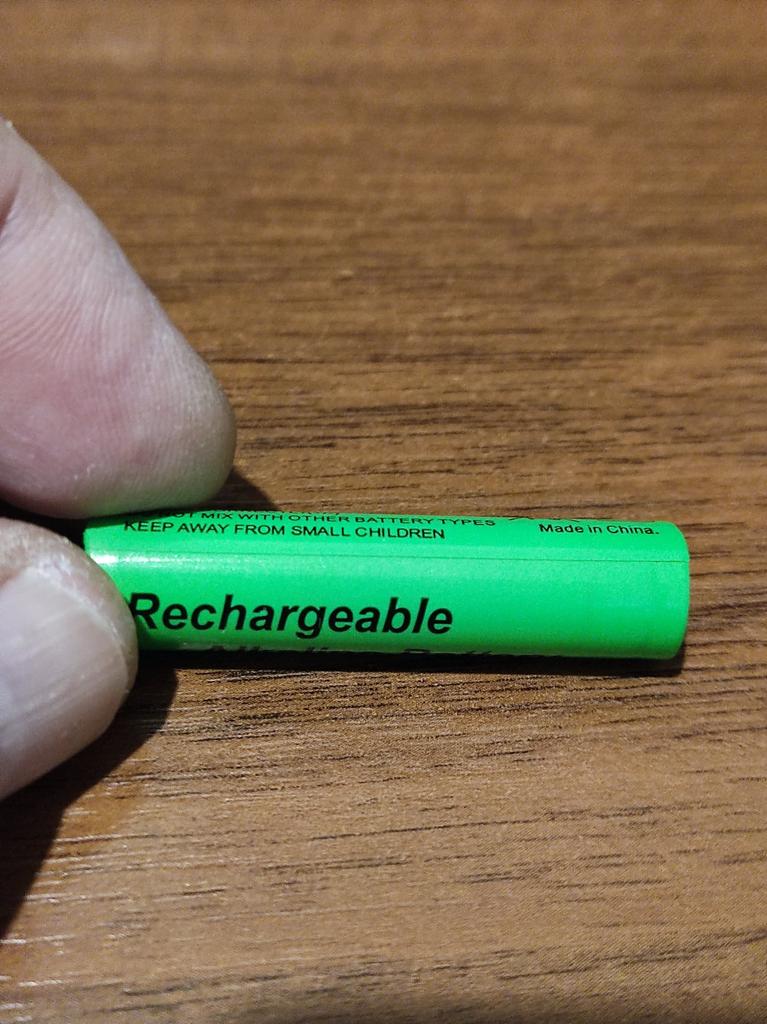 MIX WITH OTHER BATTERY TYPES
KEEP AWAY FROM SMALL CHILDREN
Made in China.
Rechargeable